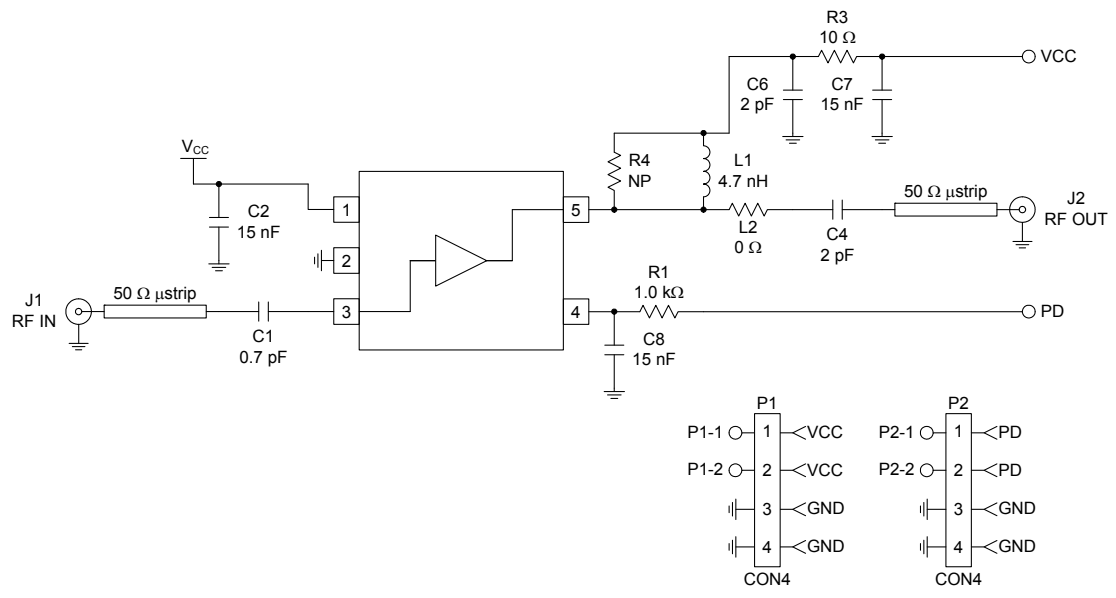 R3
10 Ω
VCC
C6
2 pF
C7
15 nF
VCC
R4
NP
L1
4.7 nH
C2
15 nF
1
5
50 Ω μstrip
J2
RF OUT
L2
0 Ω
C4
2 pF
2
R1
1.0 kΩ
J1
RF IN
50 Ω μstrip
C1
0.7 pF
3
4
PD
C8
15 nF
P1
P1-1
1
VCC
P1-2
2
VCC
3
GND
4
GND
CON4
P2
P2-1
1
PD
P2-2
2
PD
3
GND
4
GND
CON4